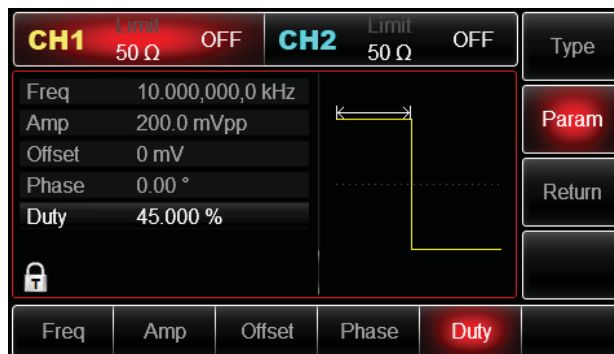 CH1 Limit 50 Ω OFF CH2 Limit 50 Ω OFF
Type
Freq 10.000,000,0 kHz
Amp 200.0 mVpp
Offset 0 mV
Phase 0.00 °
Duty 45.000 %
T
Param
Return
Freq Amp Offset Phase Duty